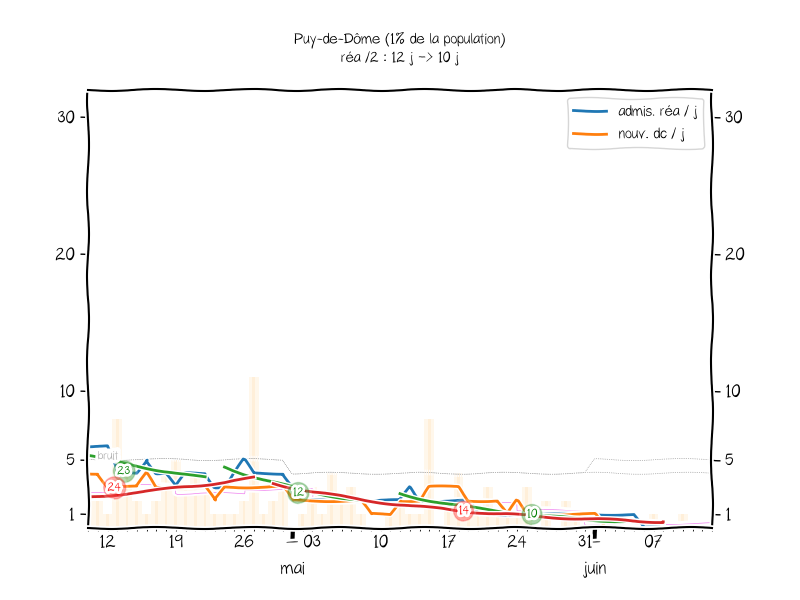 Puy-de-Dôme (1% de la population)
réa /2 : 12 j -> 10 j
admis. réa / j
nouv. dc / j
30 30
20 20
10 10
5 5
1 1
bruit
23
24
12
14
10
12 19 26 03 10 17 24 31 07
mai juin